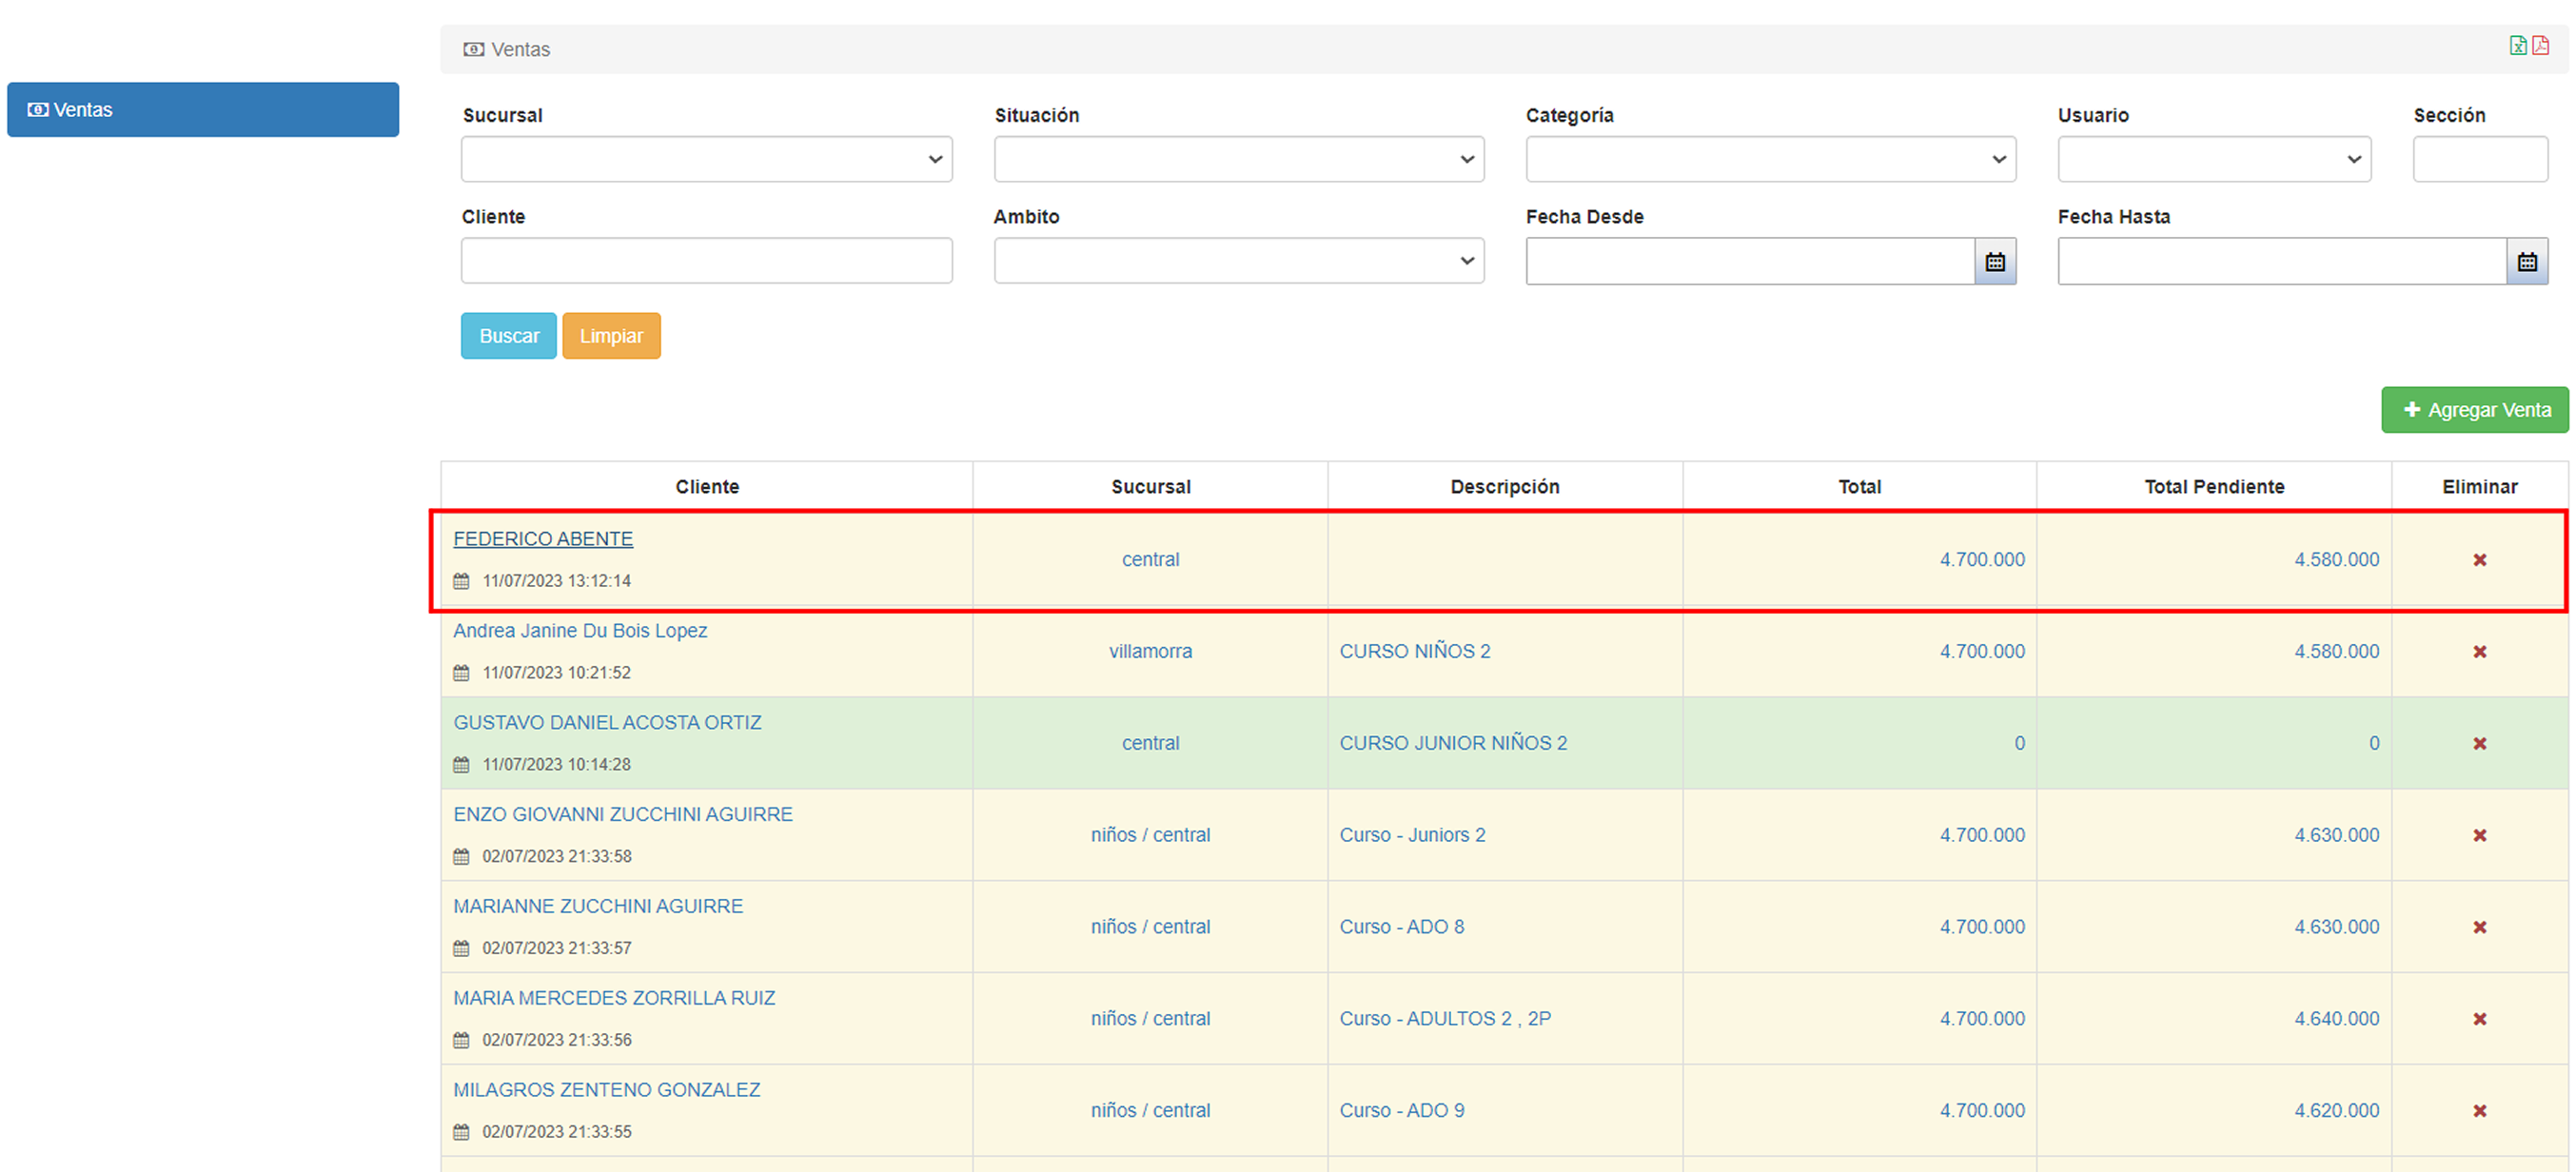 Ventas
Ventas
Sucursal
Situación
Categoría
Usuario
Sección
Cliente
Ambito
Fecha Desde
Fecha Hasta
Buscar Limpiar
Agregar Venta
Cliente Sucursal Descripción Total Total Pendiente Eliminar
FEDERICO ABENTE
11/07/2023 13:12:14
central 4.700.000 4.580.000
Andrea Janine Du Bois Lopez
11/07/2023 10:21:52
villamorra CURSO NIÑOS 2 4.700.000 4.580.000
GUSTAVO DANIEL ACOSTA ORTIZ
11/07/2023 10:14:28
central CURSO JUNIOR NIÑOS 2 0 0
ENZO GIOVANNI ZUCCHINI AGUIRRE
02/07/2023 21:33:58
niños / central Curso - Juniors 2 4.700.000 4.630.000
MARIANNE ZUCCHINI AGUIRRE
02/07/2023 21:33:57
niños / central Curso - ADO 8 4.700.000 4.630.000
MARIA MERCEDES ZORRILLA RUIZ
02/07/2023 21:33:56
niños / central Curso - ADULTOS 2 , 2P 4.700.000 4.640.000
MILAGROS ZENTENO GONZALEZ
02/07/2023 21:33:55
niños / central Curso - ADO 9 4.700.000 4.620.000